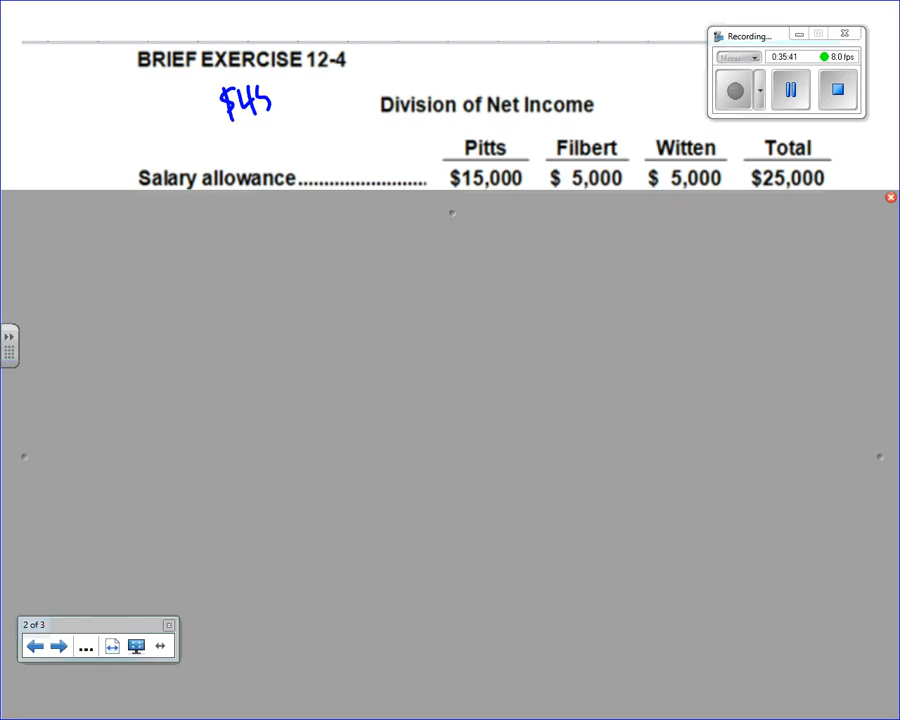 Recording...
Menu
0:35:41 8.0 fps
BRIEF EXERCISE 12-4
$45
Division of Net Income
Pitts Filbert Witten Total
Salary allowance.......................... $15,000 $ 5,000 $ 5,000 $25,000
2 of 3
...